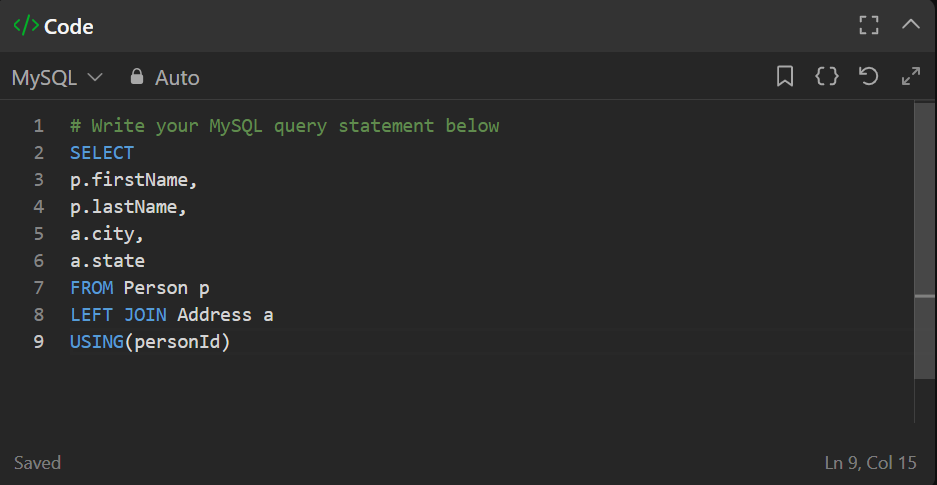 </> Code
MySQL Auto {}
1 # Write your MySQL query statement below
2 SELECT
3 p.firstName,
4 p.lastName,
5 a.city,
6 a.state
7 FROM Person p
8 LEFT JOIN Address a
9 USING(personId)
Saved Ln 9, Col 15